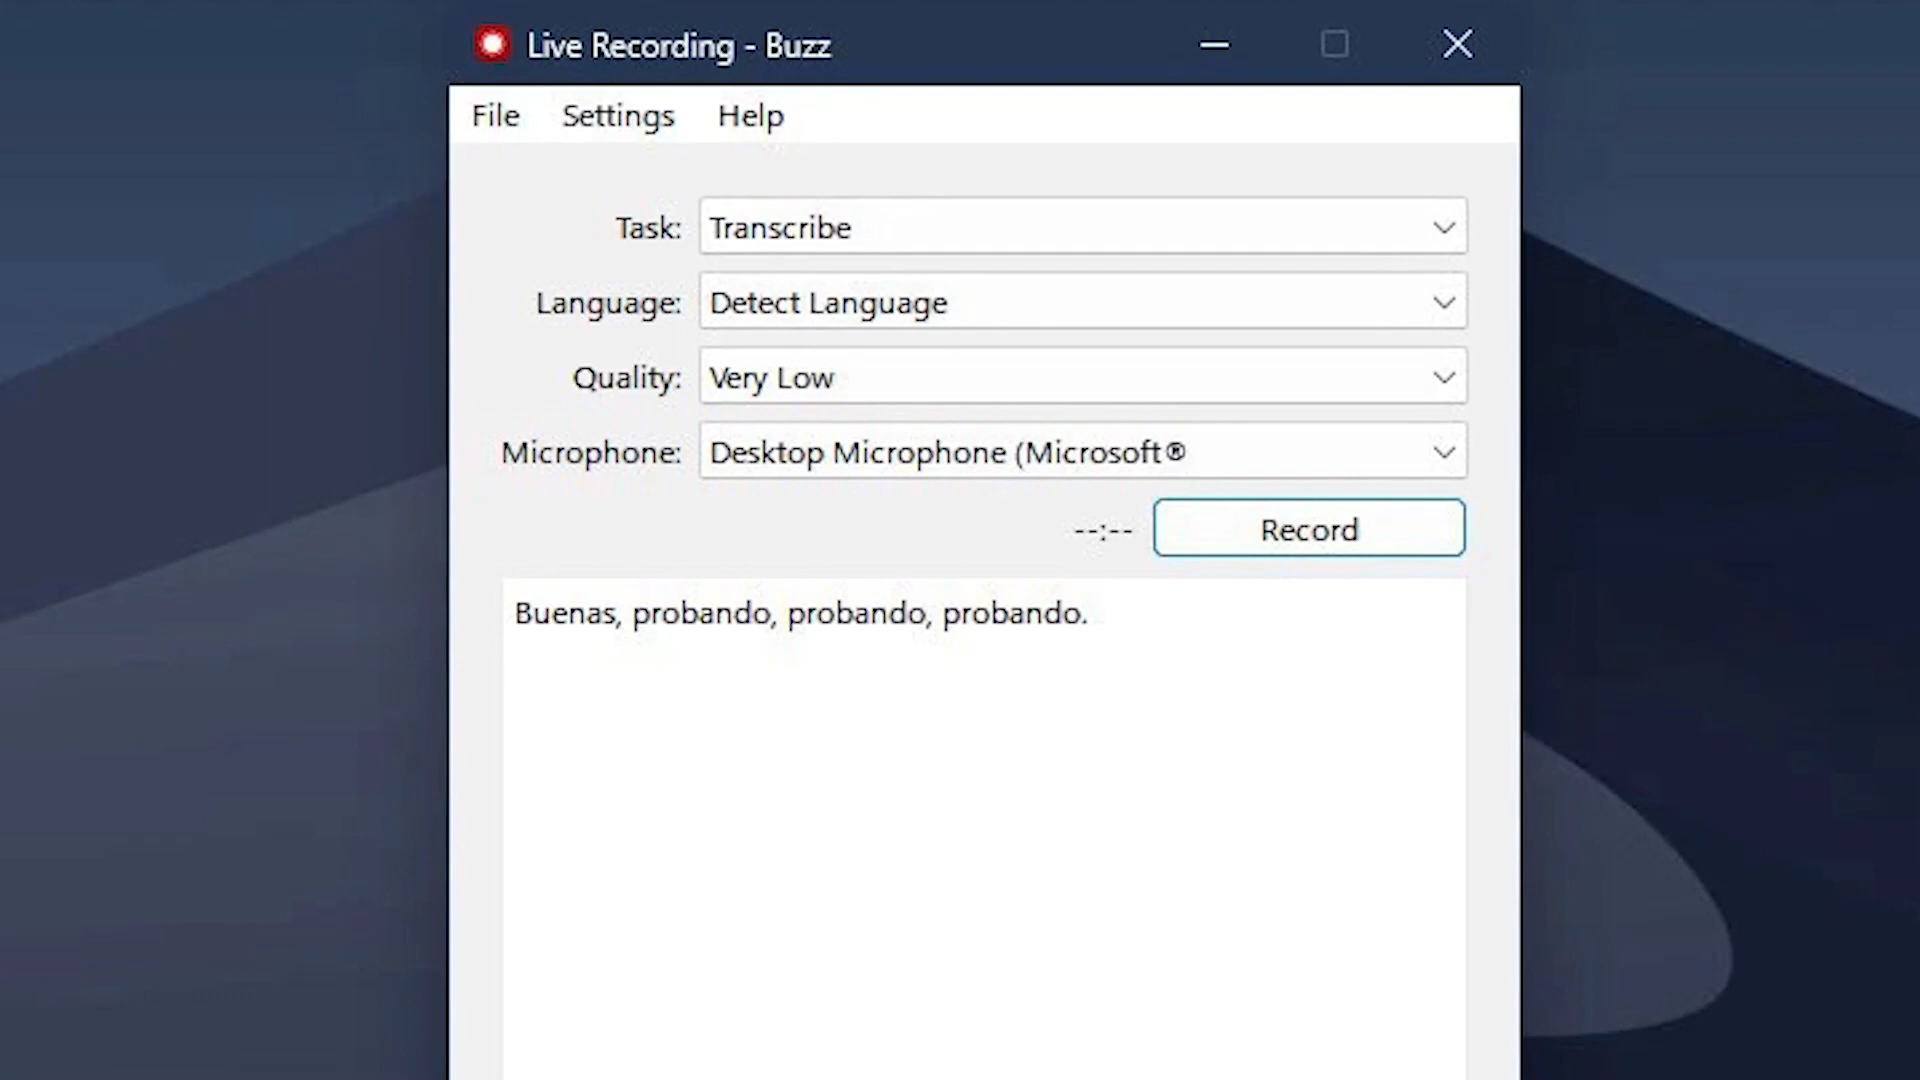 Live Recording - Buzz
File Settings Help
Task: Transcribe
Language: Detect Language
Quality: Very Low
Microphone: Desktop Microphone (Microsoft®
--:-- Record
Buenas, probando, probando, probando.